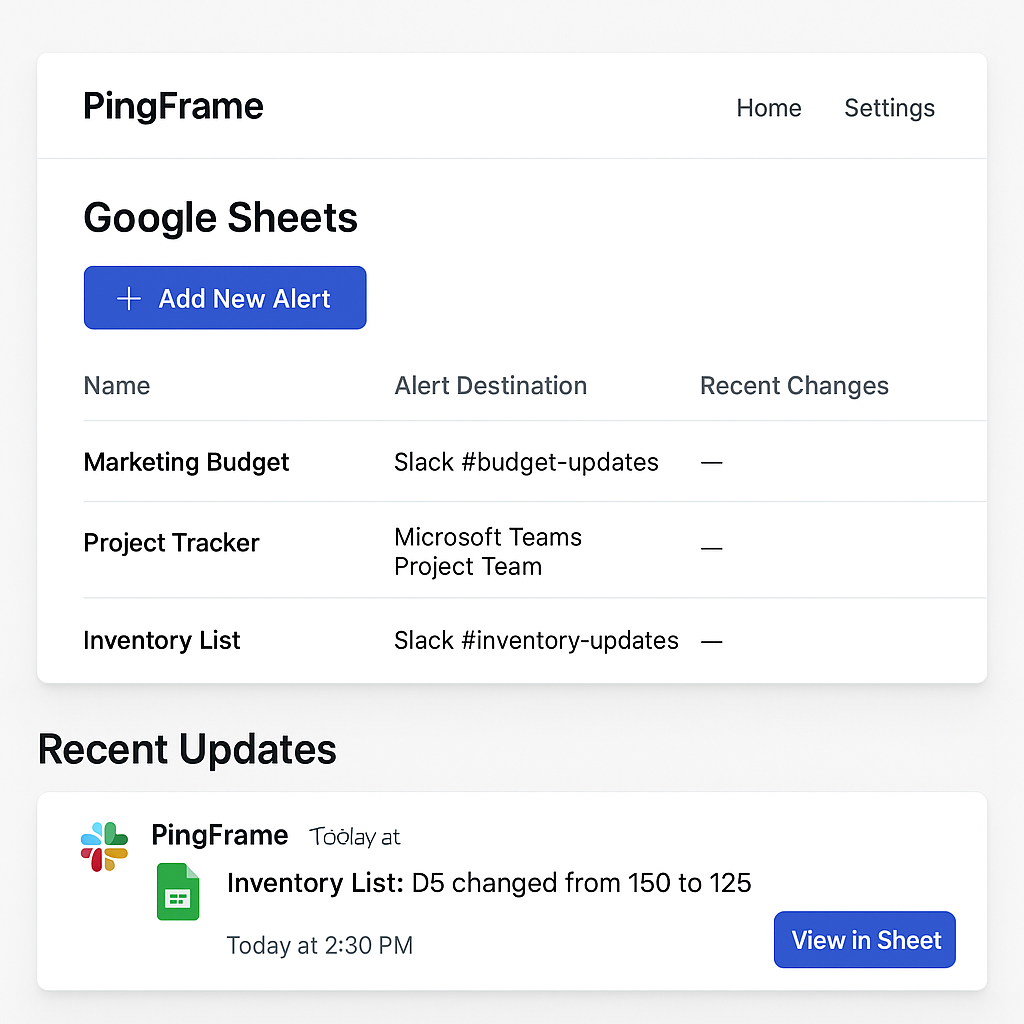 PingFrame
Home Settings
Google Sheets
+ Add New Alert
Name Alert Destination Recent Changes
Marketing Budget Slack #budget-updates —
Project Tracker Microsoft Teams
Project Team —
Inventory List Slack #inventory-updates —
Recent Updates
PingFrame at
Inventory List: D5 changed from 150 to 125
Today at 2:30 PM
View in Sheet